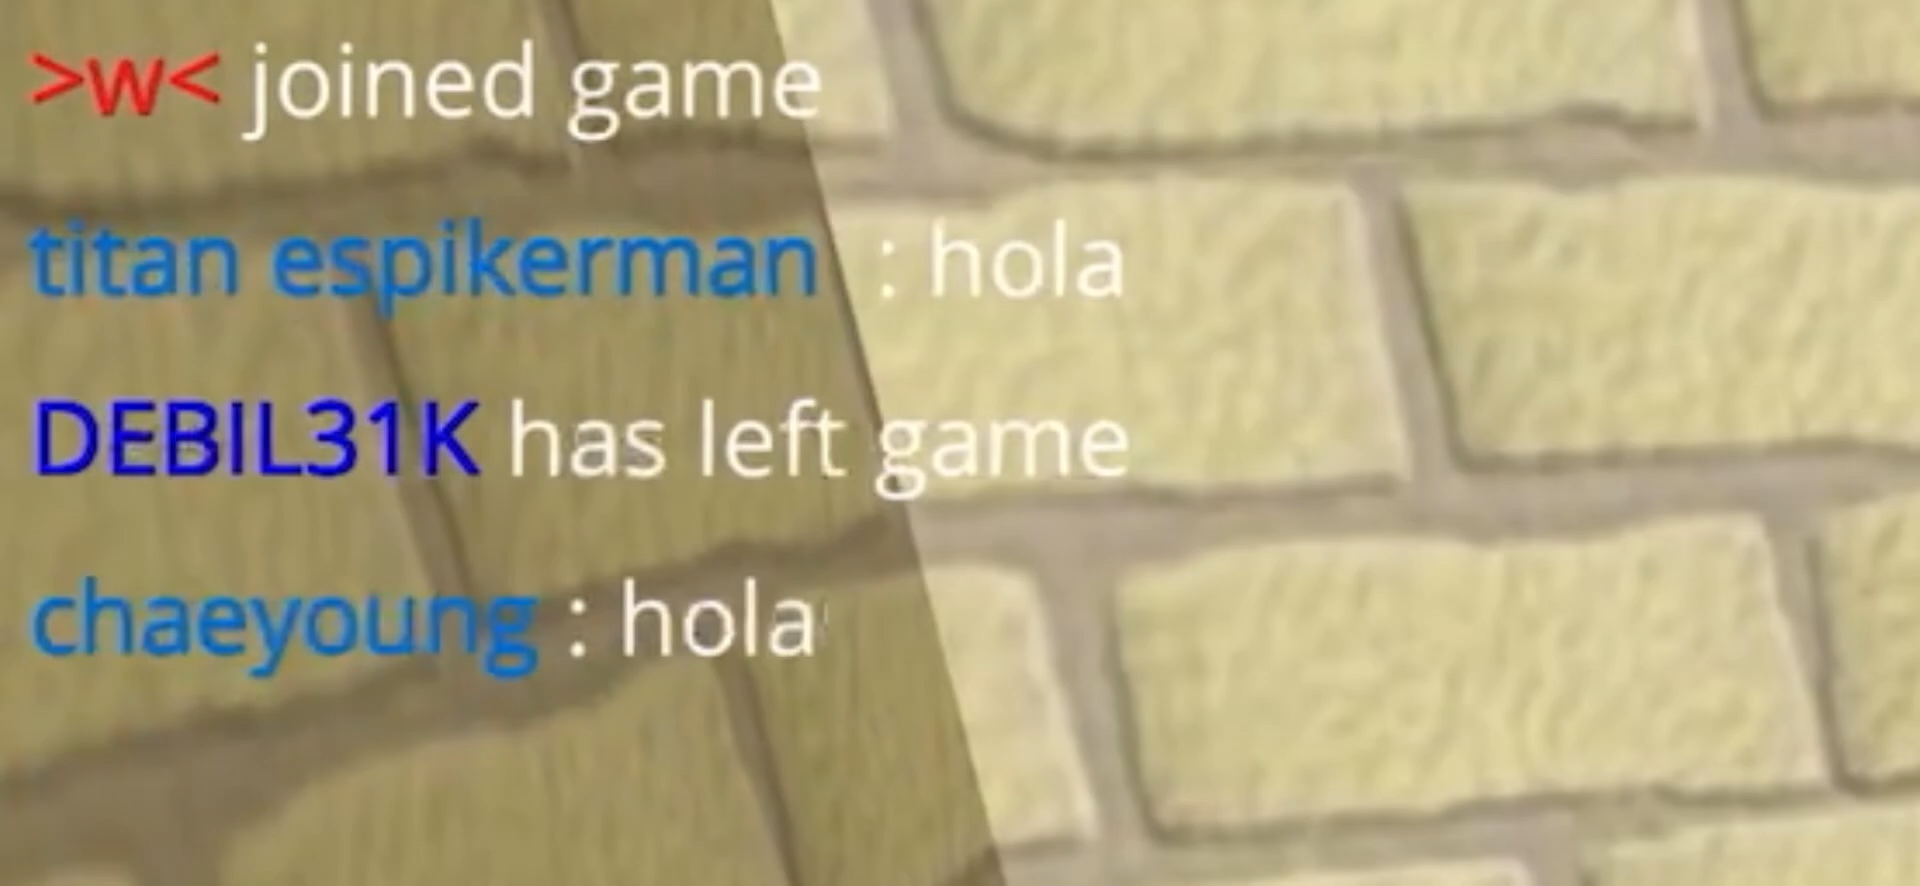 >w< joined game
titan espikerman : hola
DEBIL31K has left game
chaeyoung : hola